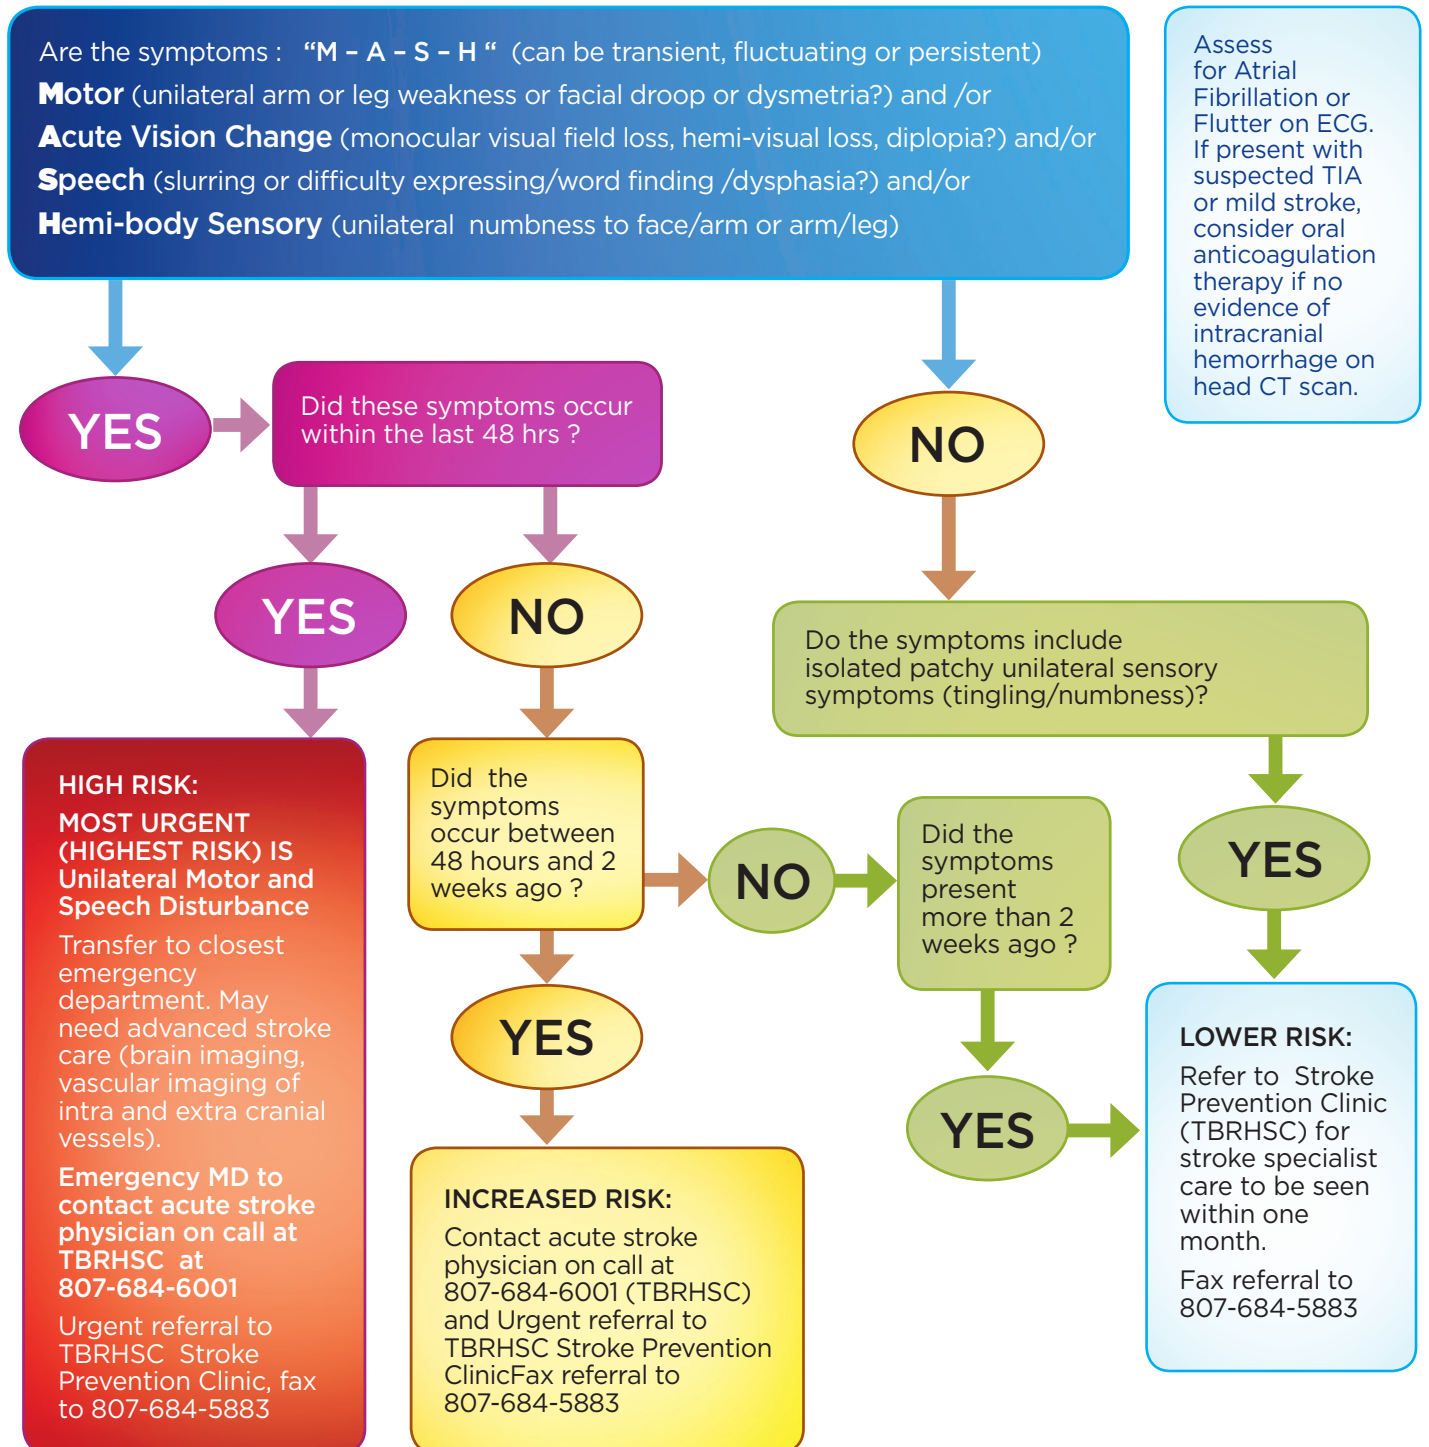 Are the symptoms : “M – A – S – H “ (can be transient, fluctuating or persistent)
Motor (unilateral arm or leg weakness or facial droop or dysmetria?) and /or
Acute Vision Change (monocular visual field loss, hemi-visual loss, diplopia?) and/or
Speech (slurring or difficulty expressing/word finding /dysphasia?) and/or
Hemi-body Sensory (unilateral numbness to face/arm or arm/leg)
Assess
for Atrial
Fibrillation or
Flutter on ECG.
If present with
suspected TIA
or mild stroke,
consider oral
anticoagulation
therapy if no
evidence of
intracranial
hemorrhage on
head CT scan.
YES
Did these symptoms occur
within the last 48 hrs ?
NO
YES
NO
Do the symptoms include
isolated patchy unilateral sensory
symptoms (tingling/numbness)?
HIGH RISK:
MOST URGENT
(HIGHEST RISK) IS
Unilateral Motor and
Speech Disturbance
Transfer to closest
emergency
department. May
need advanced stroke
care (brain imaging,
vascular imaging of
intra and extra cranial
vessels).
Emergency MD to
contact acute stroke
physician on call at
TBRHSC at
807-684-6001
Urgent referral to
TBRHSC Stroke
Prevention Clinic, fax
to 807-684-5883
Did the
symptoms
occur between
48 hours and 2
weeks ago ?
NO
Did the
symptoms
present
more than 2
weeks ago ?
YES
YES
YES
INCREASED RISK:
Contact acute stroke
physician on call at
807-684-6001 (TBRHSC)
and Urgent referral to
TBRHSC Stroke Prevention
ClinicFax referral to
807-684-5883
LOWER RISK:
Refer to Stroke
Prevention Clinic
(TBRHSC) for
stroke specialist
care to be seen
within one
month.
Fax referral to
807-684-5883